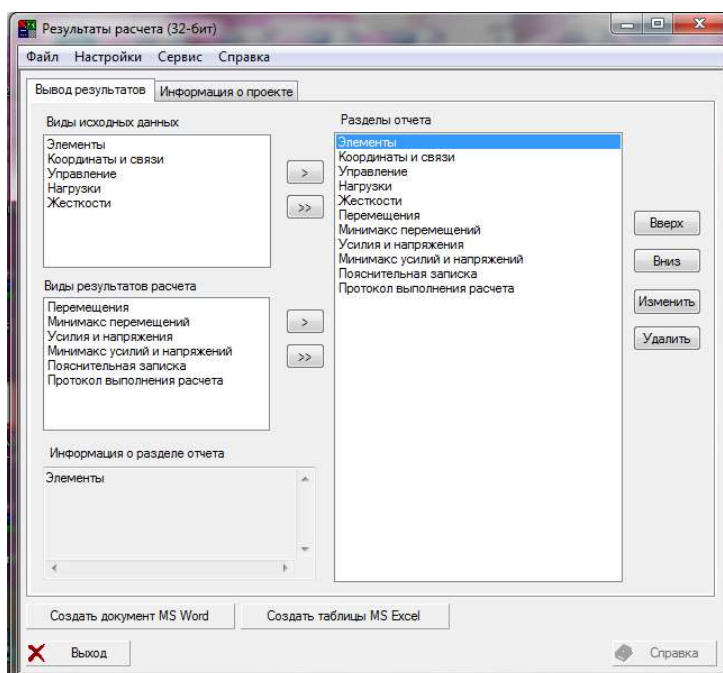 Результаты расчета (32-бит)
Файл Настройки Сервис Справка
Вывод результатов Информация о проекте
Виды исходных данных
Элементы
Координаты и связи
Управление
Нагрузки
Жесткости
>
>>
Виды результатов расчета
Перемещения
Минимакс перемещений
Усилия и напряжения
Минимакс усилий и напряжений
Пояснительная записка
Протокол выполнения расчета
>
>>
Информация о разделе отчета
Элементы
Разделы отчета
Элементы
Координаты и связи
Управление
Нагрузки
Жесткости
Перемещения
Минимакс перемещений
Усилия и напряжения
Минимакс усилий и напряжений
Пояснительная записка
Протокол выполнения расчета
Вверх
Вниз
Изменить
Удалить
Создать документ MS Word Создать таблицы MS Excel
Выход Справка